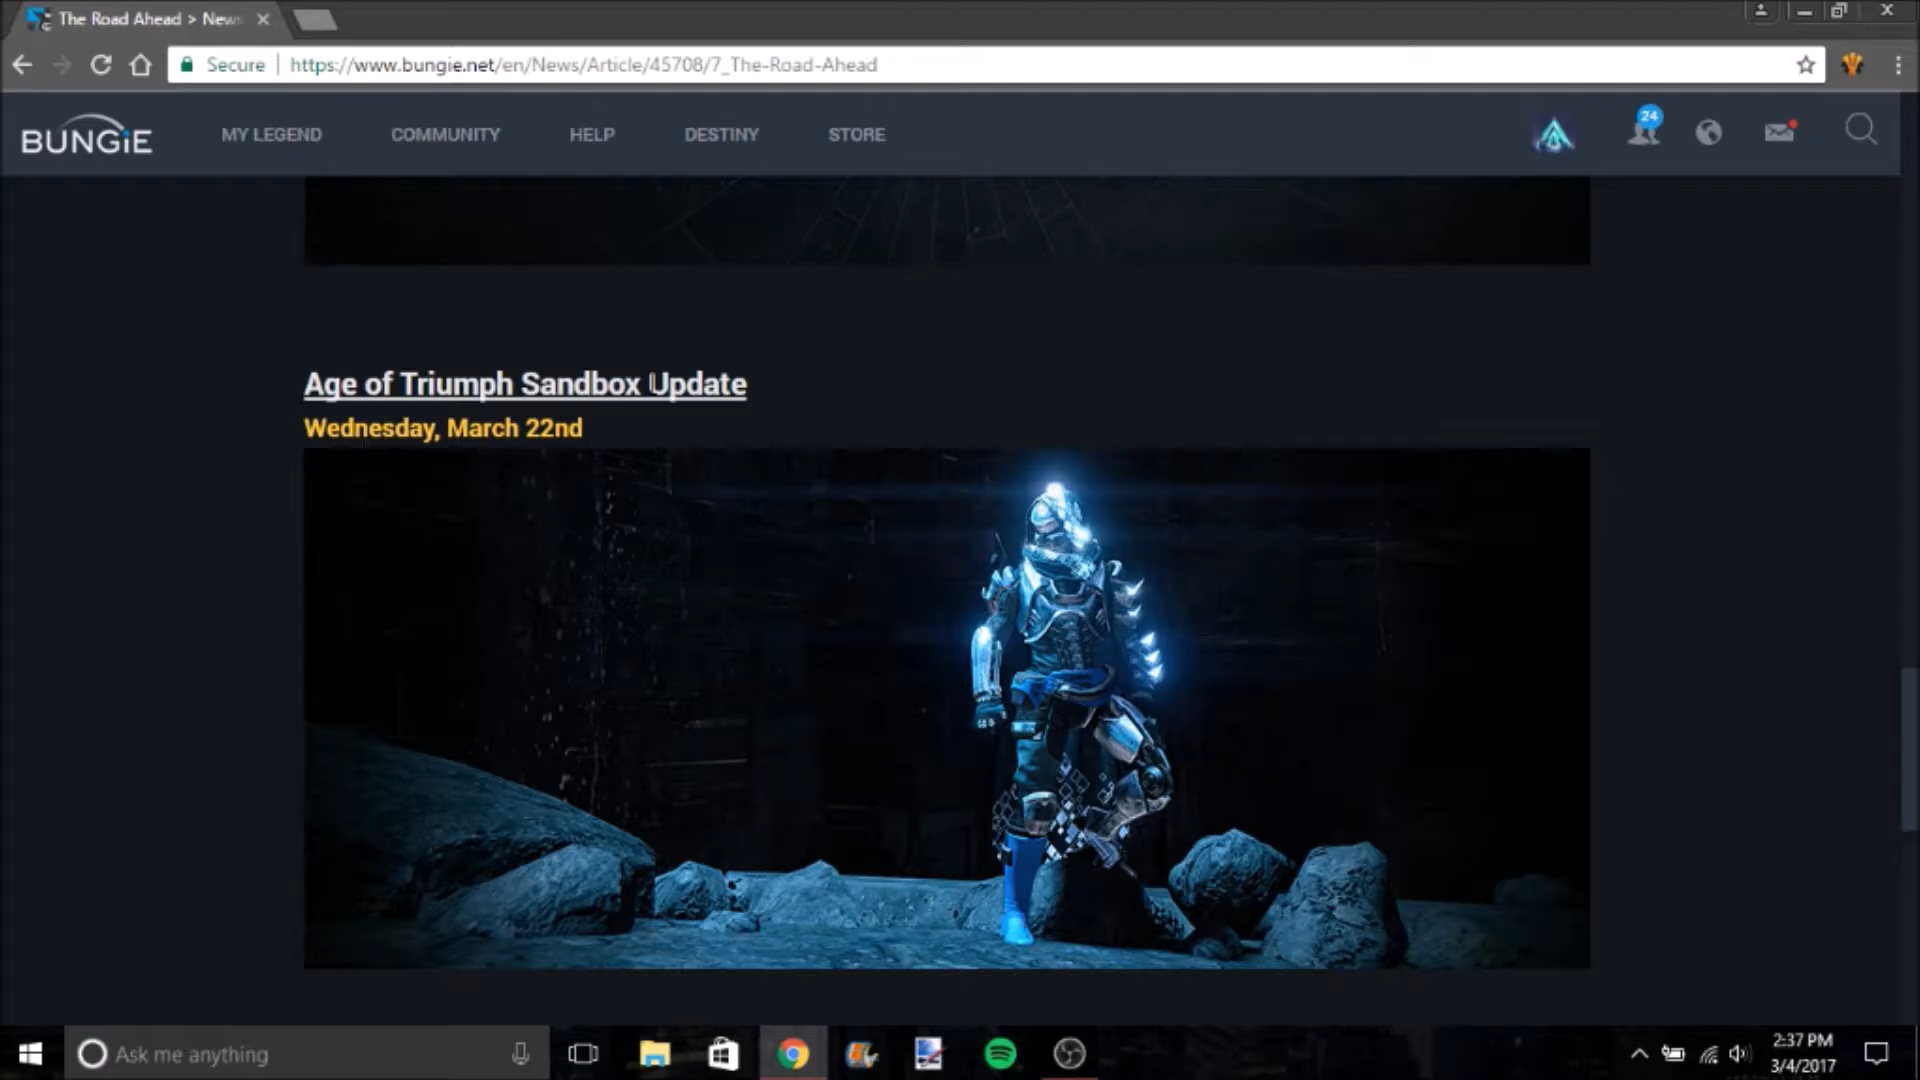 The Road Ahead > News
Secure | https://www.bungie.net/en/News/Article/45708/7_The-Road-Ahead
BUNGiE
MY LEGEND
COMMUNITY
HELP
DESTINY
STORE
24
Age of Triumph Sandbox Update
Wednesday, March 22nd
Ask me anything
2:37 PM
3/4/2017